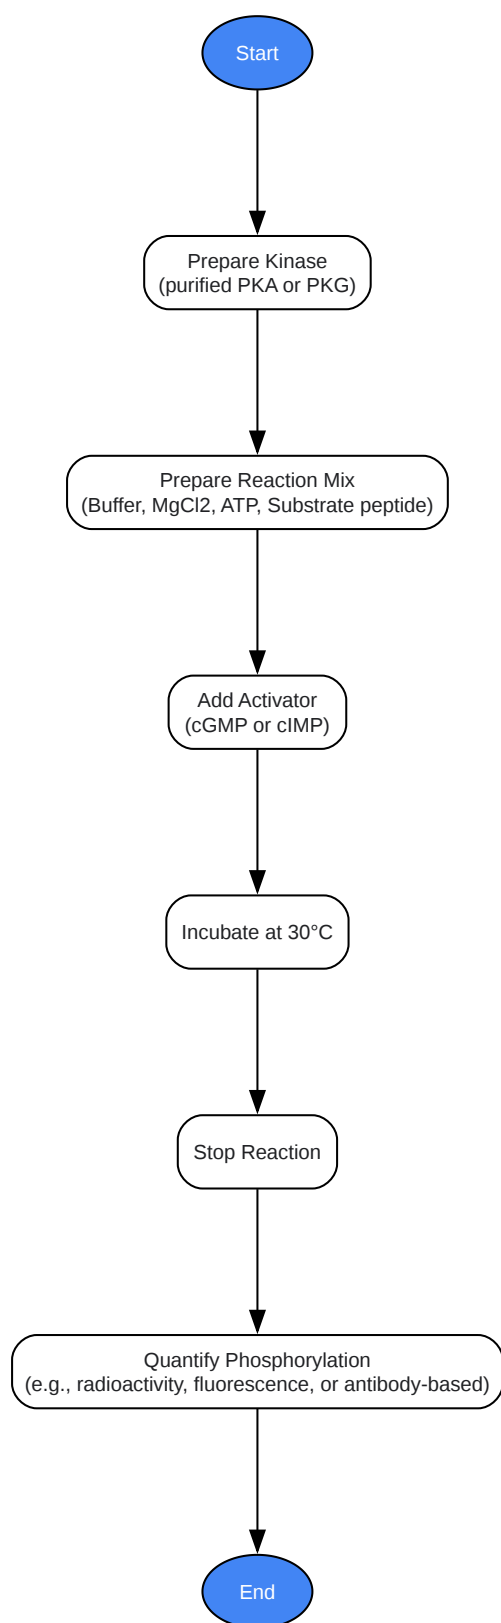 Start
Prepare Kinase
(purified PKA or PKG)
Prepare Reaction Mix
(Buffer, MgCl2, ATP, Substrate peptide)
Add Activator
(cGMP or cIMP)
Incubate at 30°C
Stop Reaction
Quantify Phosphorylation
(e.g., radioactivity, fluorescence, or antibody-based)
End